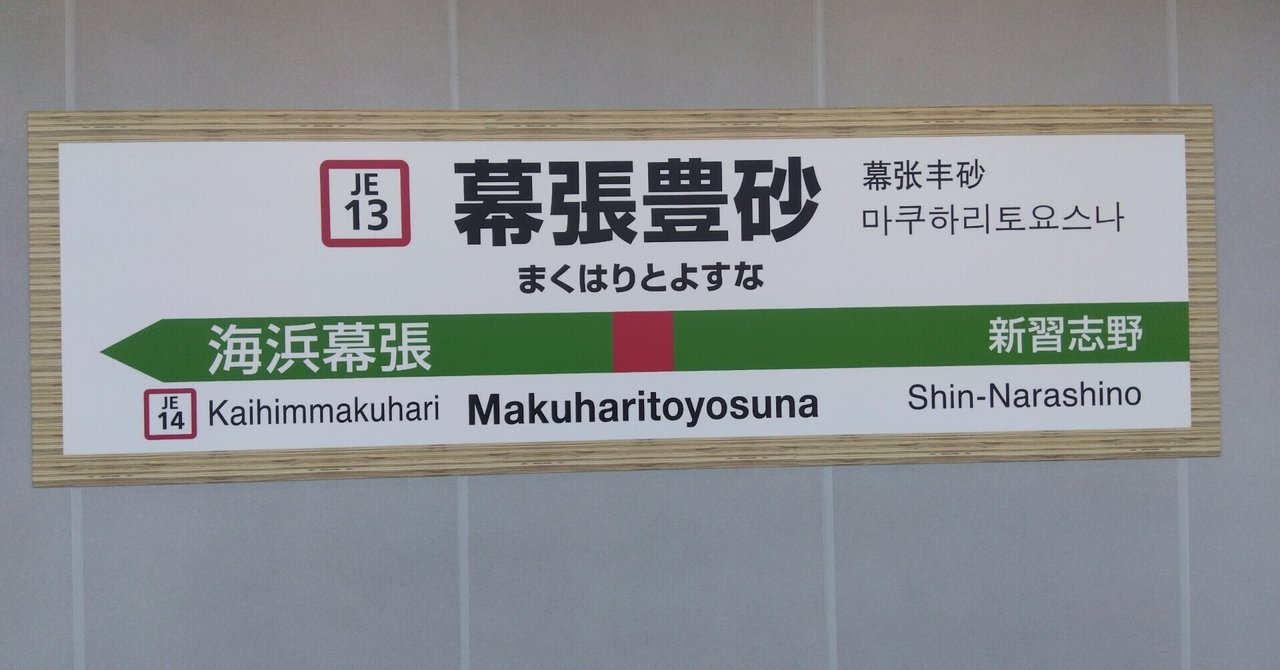 JE
13
幕張豊砂
まくはりとよすな
幕张丰砂
마쿠하리토요스나
海浜幕張
新習志野
JE
14
Kaihimmakuhari
Makuharitoyosuna
Shin-Narashino